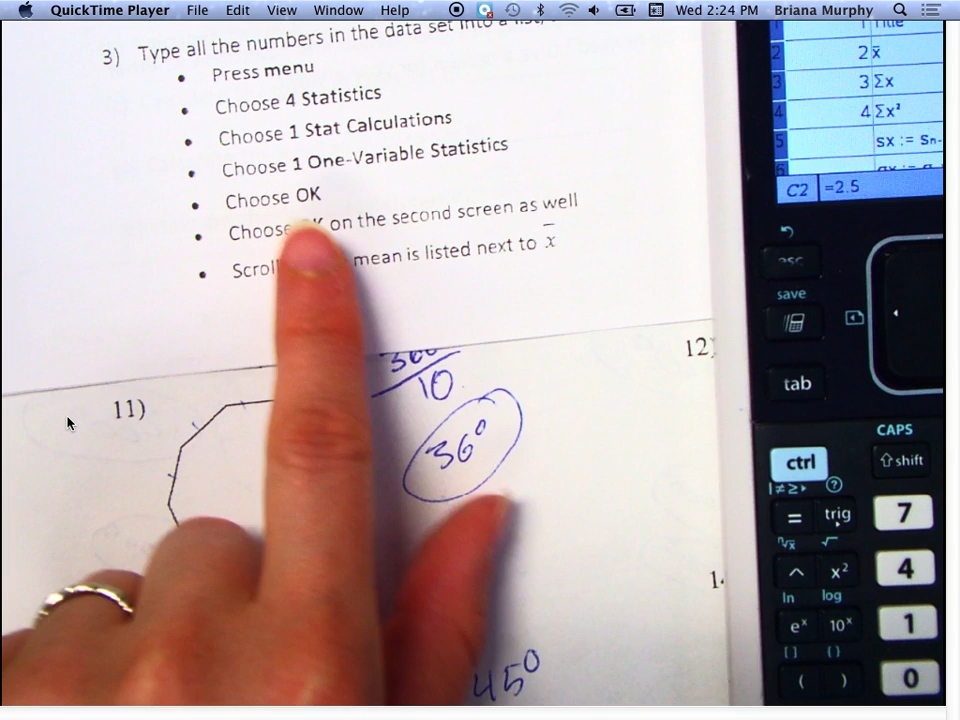 QuickTime Player File Edit View Window Help Wed 2:24 PM Briana Murphy
3) Type all the numbers in the data set into a list,
• Press menu
• Choose 4 Statistics
• Choose 1 Stat Calculations
• Choose 1 One-Variable Statistics
• Choose OK
• Choose on the second screen as well
• Scroll mean is listed next to x̄
11)
360
10
36°
45°
12)
1 Title
2 2 x̄
3 3 Σx
4 4 Σx²
5 sx := Sn-
C2 =2.5
esc
save
tab
CAPS
ctrl
shift
|≠≥▸ ?
= trig 7
ⁿ√x √
^ x² 4
ln log
eˣ 10ˣ 1
[ ] { }
( ) 0